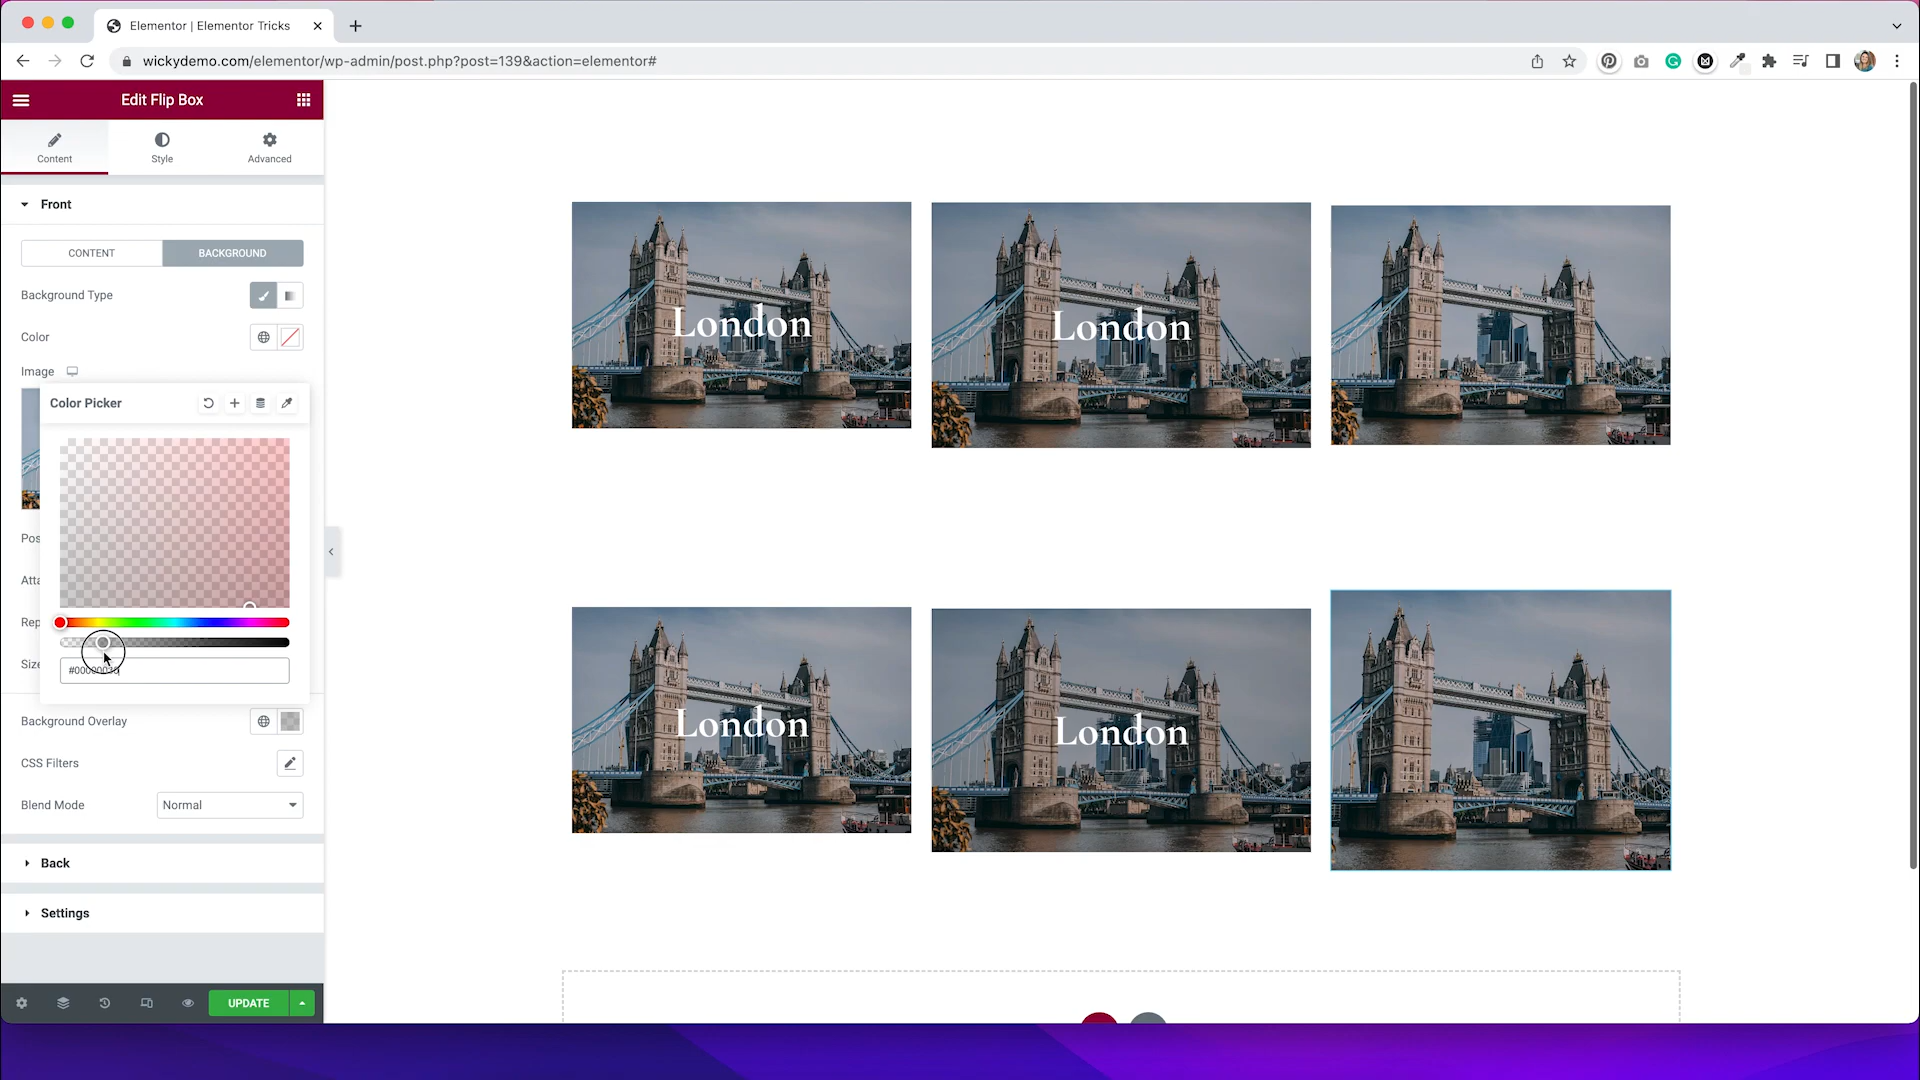 Elementor | Elementor Tricks
wickydemo.com/elementor/wp-admin/post.php?post=139&action=elementor#
Edit Flip Box
Content
Style
Advanced
Front
CONTENT
BACKGROUND
Background Type
Color
Image
Color Picker
Pos
Atta
Rep
Size
Background Overlay
CSS Filters
Blend Mode
Normal
Back
Settings
UPDATE
London
London
London
London